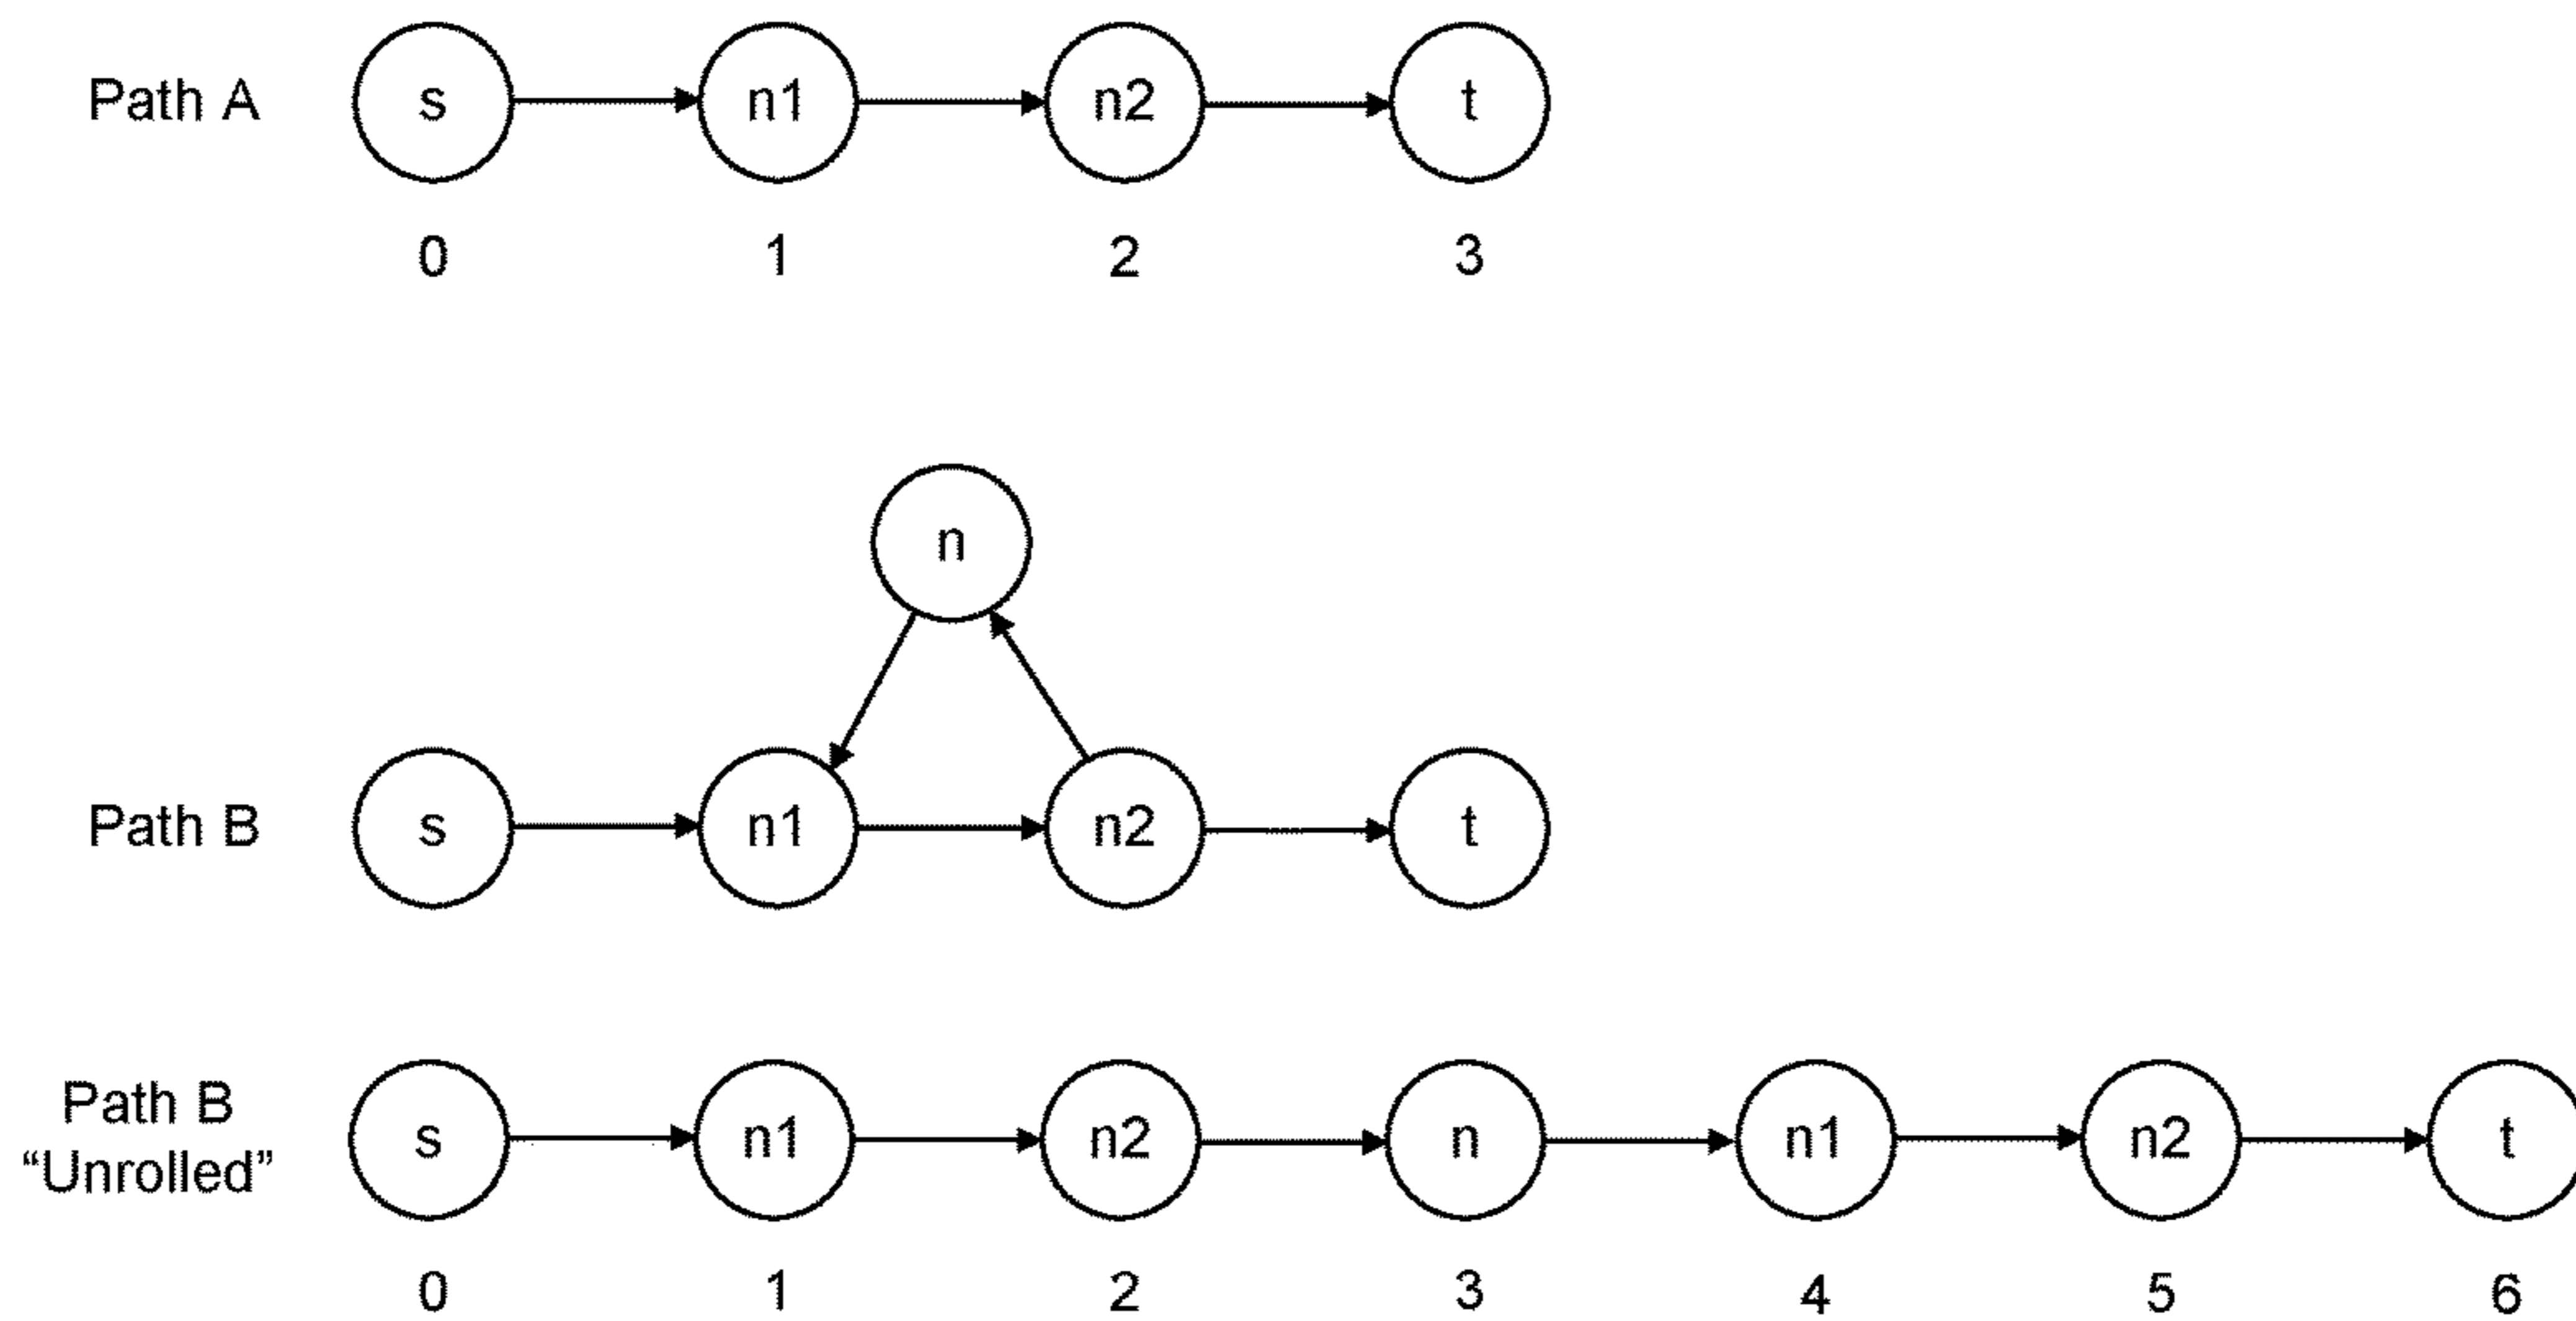 Path A s n1 n2 t
0 1 2 3
n
Path B s n1 n2 t
Path B
“Unrolled”
s n1 n2 n n1 n2 t
0 1 2 3 4 5 6